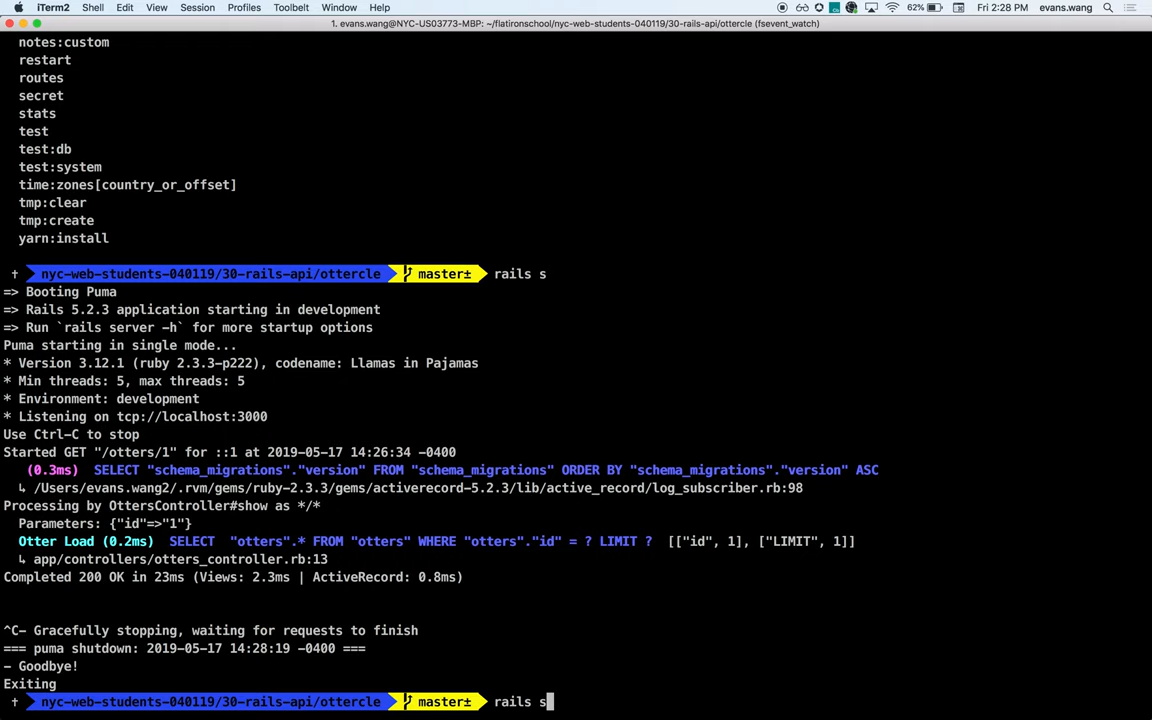 iTerm2 Shell Edit View Session Profiles Toolbelt Window Help 62% Fri 2:28 PM evans.wang
1. evans.wang@NYC-US03773-MBP: ~/flatironschool/nyc-web-students-040119/30-rails-api/ottercle (fsevent_watch)
notes:custom
restart
routes
secret
stats
test
test:db
test:system
time:zones[country_or_offset]
tmp:clear
tmp:create
yarn:install
† nyc-web-students-040119/30-rails-api/ottercle master± rails s
=> Booting Puma
=> Rails 5.2.3 application starting in development
=> Run `rails server -h` for more startup options
Puma starting in single mode...
* Version 3.12.1 (ruby 2.3.3-p222), codename: Llamas in Pajamas
* Min threads: 5, max threads: 5
* Environment: development
* Listening on tcp://localhost:3000
Use Ctrl-C to stop
Started GET "/otters/1" for ::1 at 2019-05-17 14:26:34 -0400
(0.3ms) SELECT "schema_migrations"."version" FROM "schema_migrations" ORDER BY "schema_migrations"."version" ASC
↳ /Users/evans.wang2/.rvm/gems/ruby-2.3.3/gems/activerecord-5.2.3/lib/active_record/log_subscriber.rb:98
Processing by OttersController#show as */*
Parameters: {"id"=>"1"}
Otter Load (0.2ms) SELECT "otters".* FROM "otters" WHERE "otters"."id" = ? LIMIT ? [["id", 1], ["LIMIT", 1]]
↳ app/controllers/otters_controller.rb:13
Completed 200 OK in 23ms (Views: 2.3ms | ActiveRecord: 0.8ms)
^C- Gracefully stopping, waiting for requests to finish
=== puma shutdown: 2019-05-17 14:28:19 -0400 ===
- Goodbye!
Exiting
† nyc-web-students-040119/30-rails-api/ottercle master± rails s